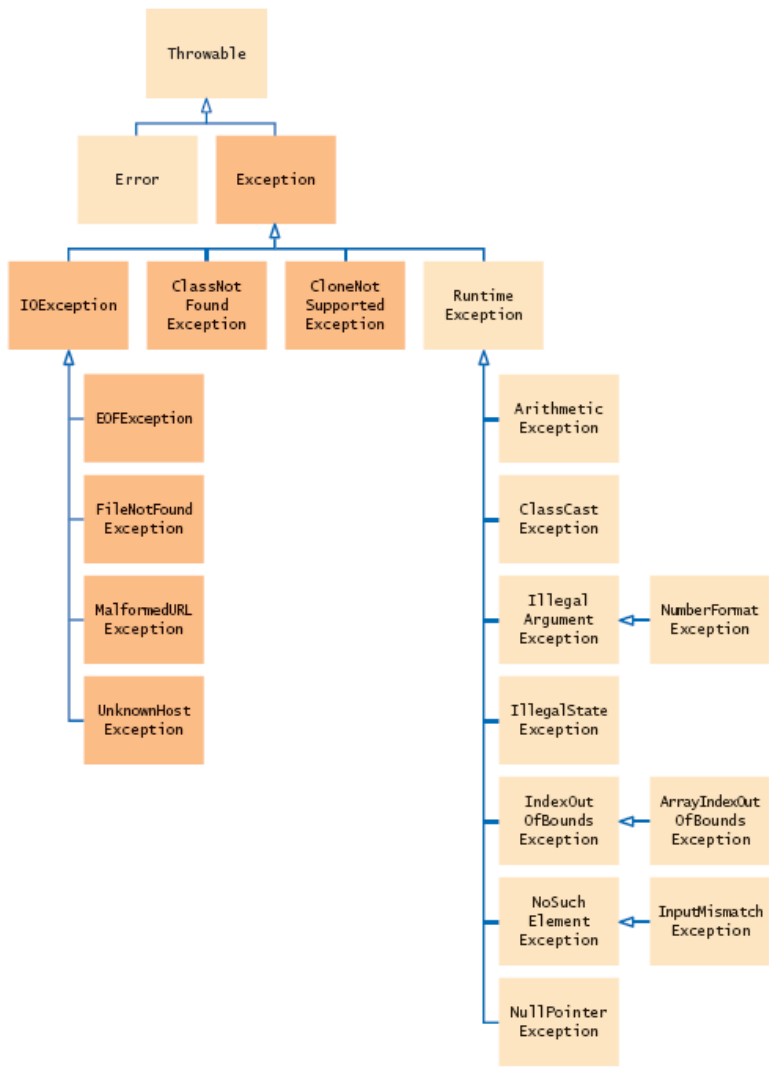 Throwable
Error
Exception
IOException
ClassNot
Found
Exception
CloneNot
Supported
Exception
Runtime
Exception
EOFException
FileNotFound
Exception
MalformedURL
Exception
UnknownHost
Exception
Arithmetic
Exception
ClassCast
Exception
Illegal
Argument
Exception
NumberFormat
Exception
IllegalState
Exception
IndexOut
OfBounds
Exception
ArrayIndexOut
OfBounds
Exception
NoSuch
Element
Exception
InputMismatch
Exception
NullPointer
Exception